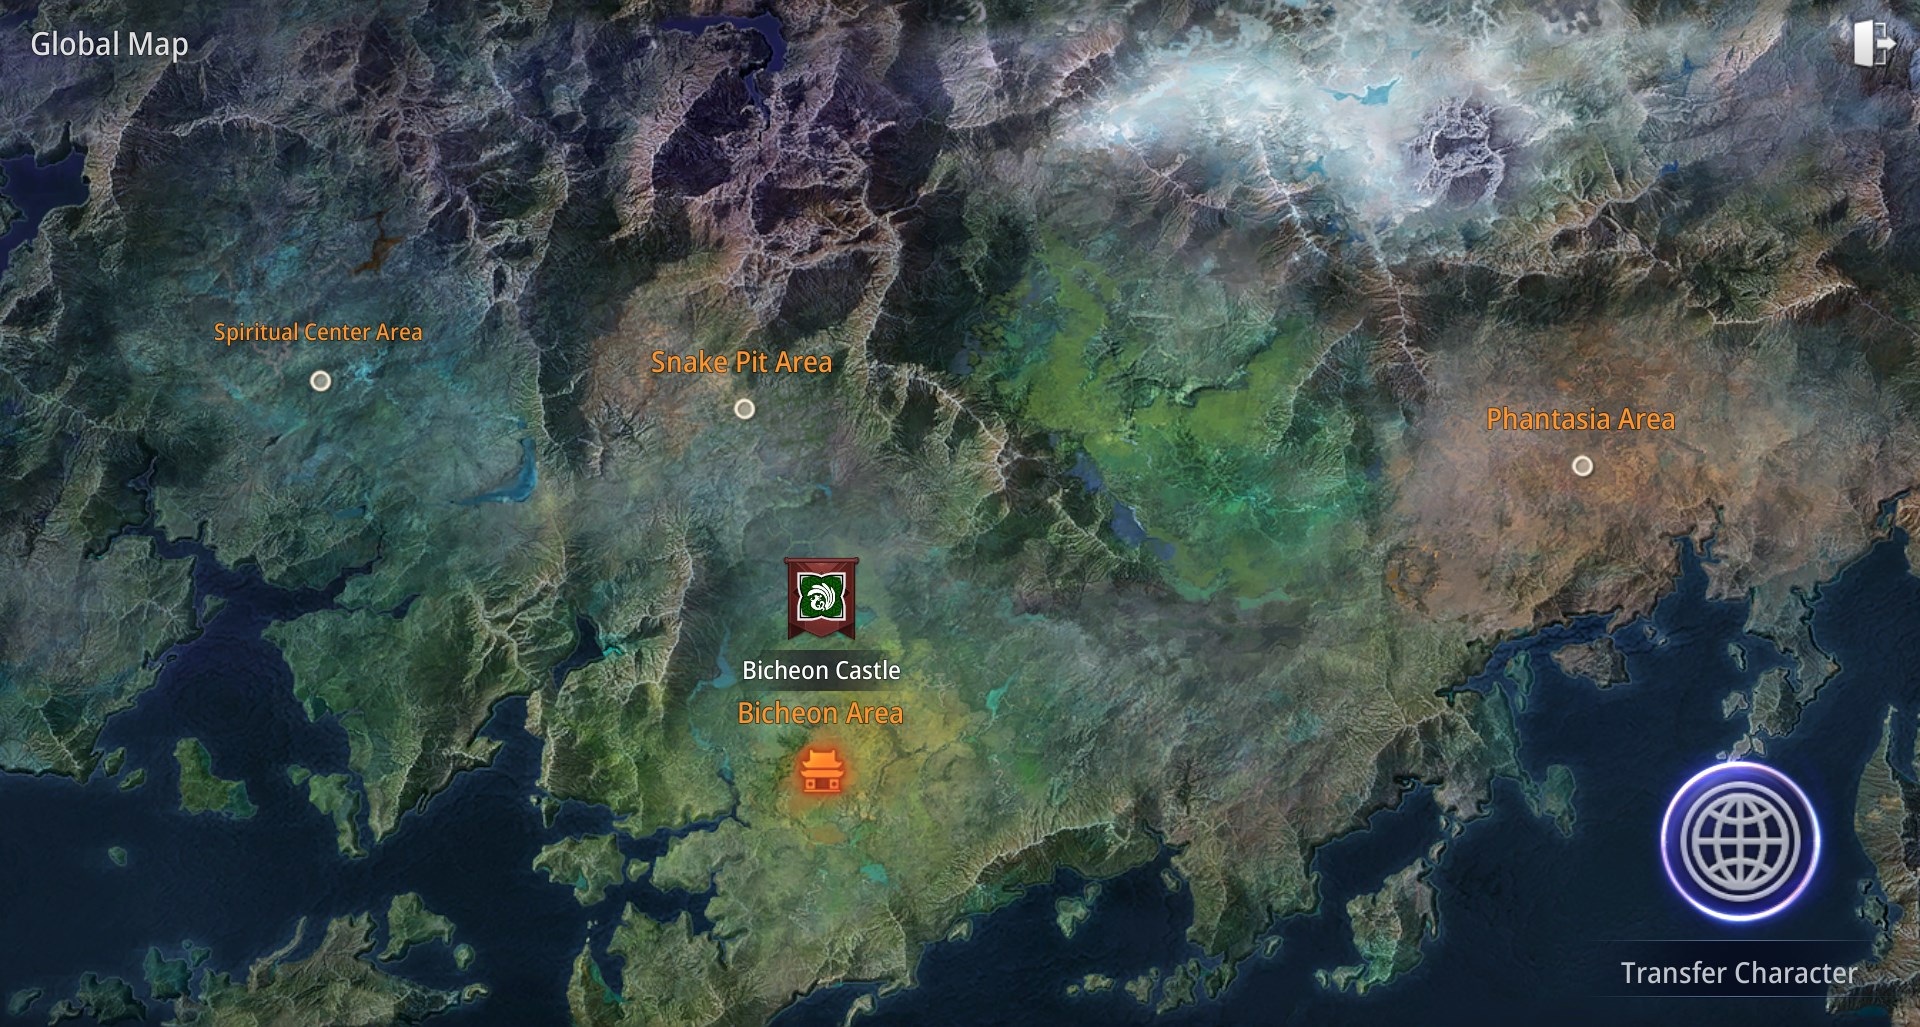 Global Map
Spiritual Center Area
Snake Pit Area
Phantasia Area
Bicheon Castle
Bicheon Area
Transfer Character